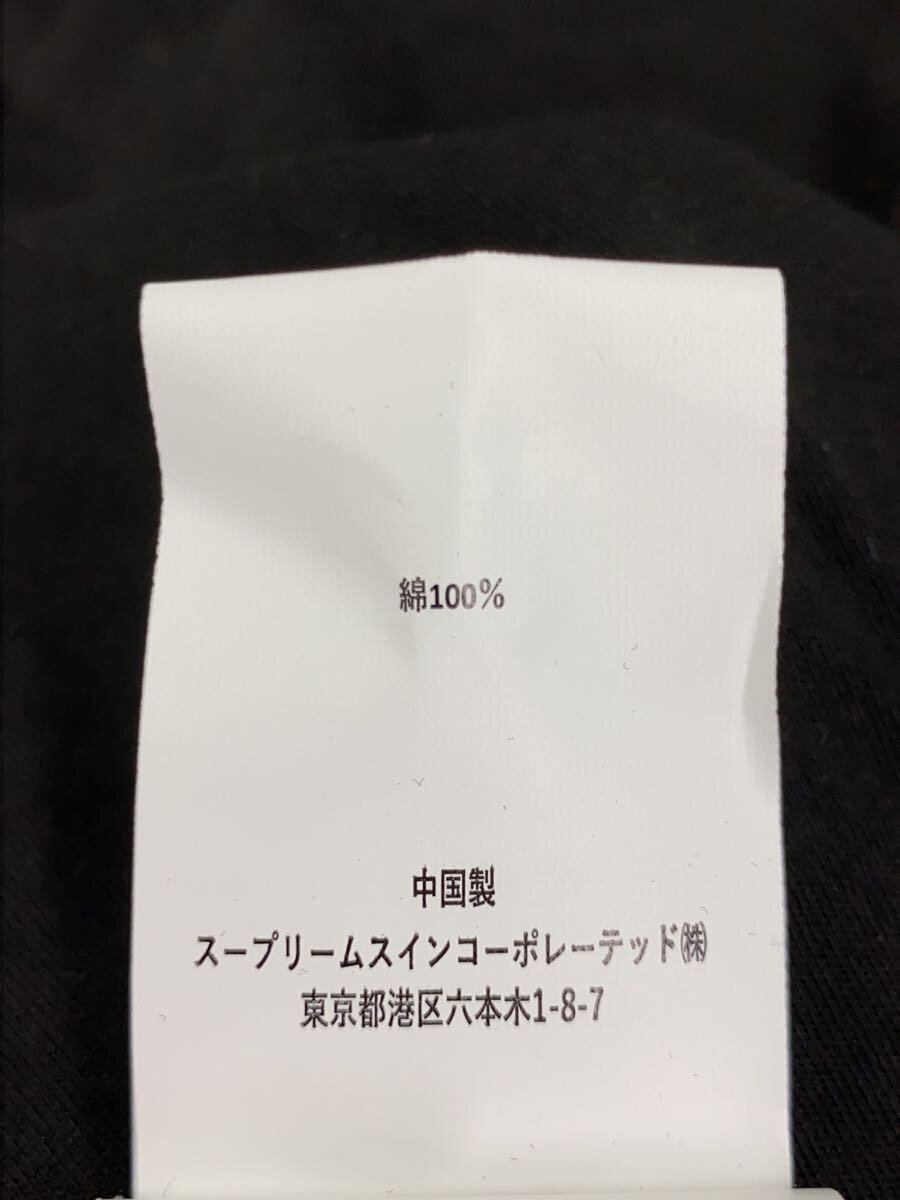 綿100%
中国製
スープリームスインコーポレーテッド㈱
東京都港区六本木1-8-7